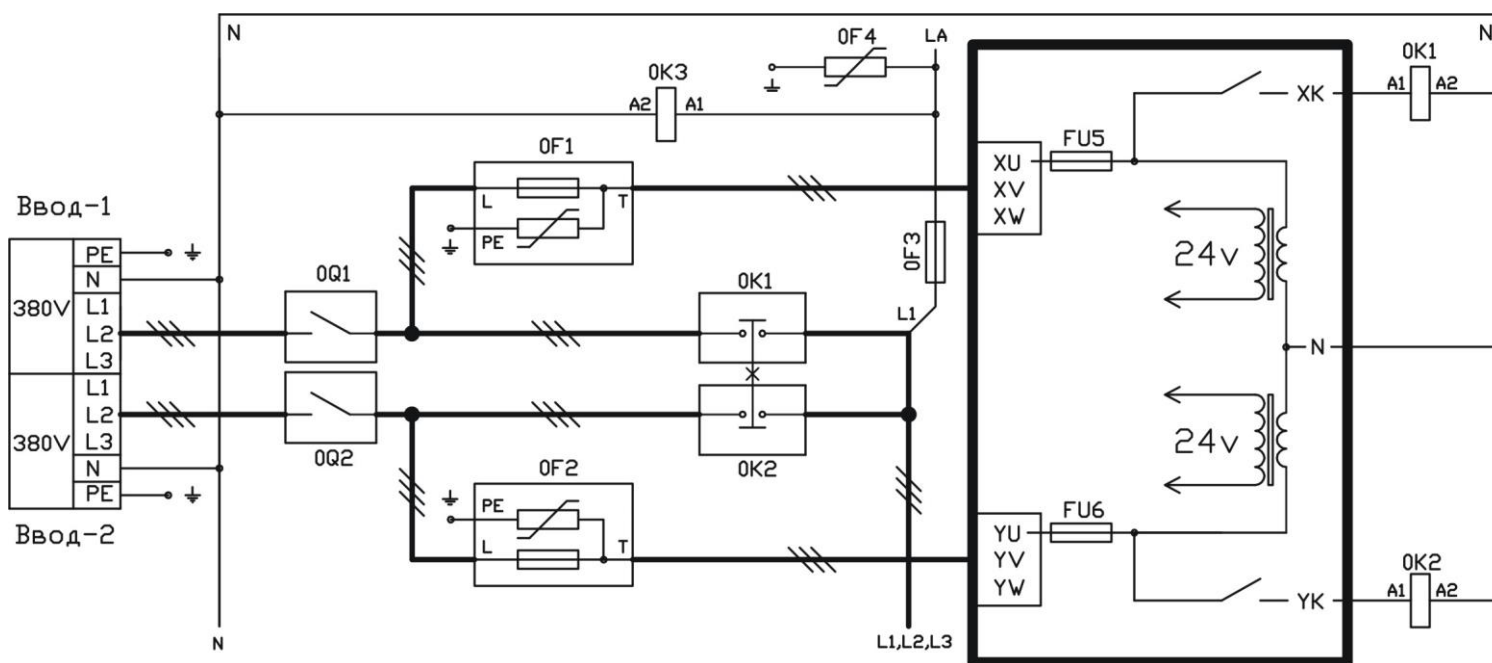 N
0F4
LA
N
0K3
A2 A1
0K1
A1 A2
XK
0F1
L
T
PE
XU
XV
XW
FU5
Ввод-1
380V
PE
N
L1
L2
L3
0Q1
0K1
L1
0F3
24v
N
380V
L1
L2
L3
N
PE
Ввод-2
0Q2
0K2
24v
0F2
PE
L
T
YU
YV
YW
FU6
YK
0K2
A1 A2
N
L1,L2,L3